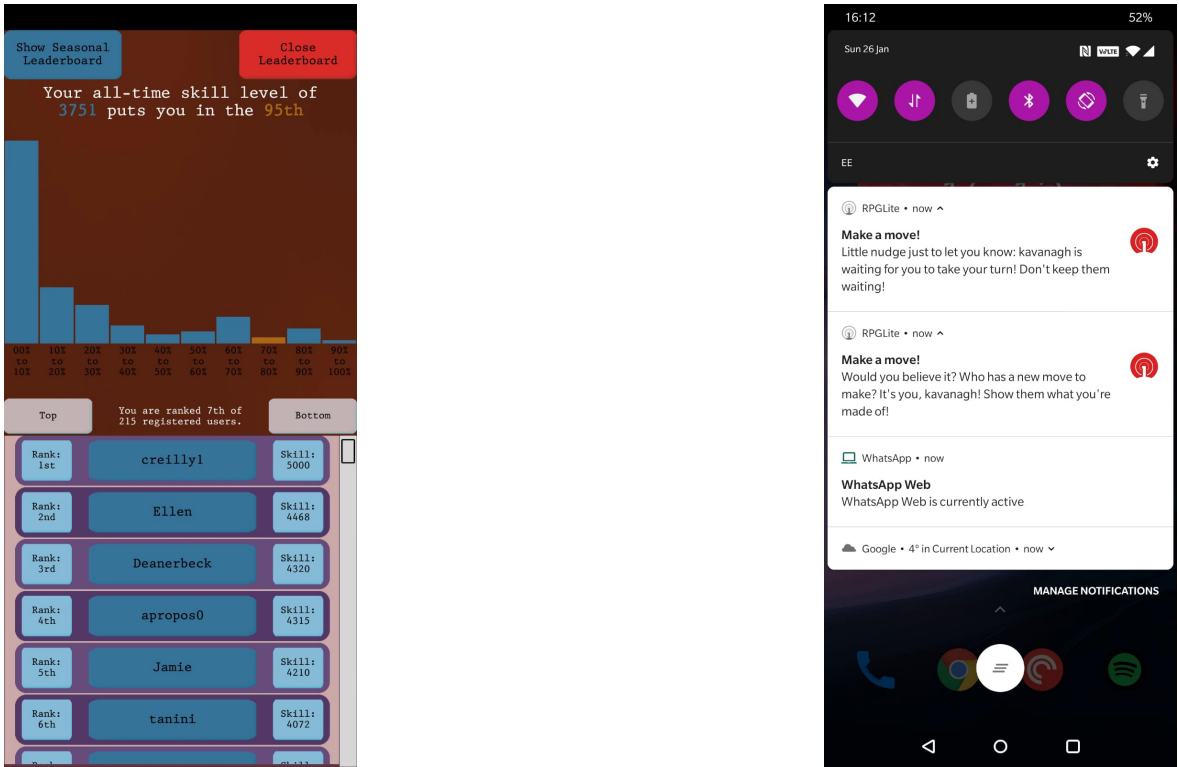 Show Seasonal
Leaderboard
Close
Leaderboard
Your all-time skill level of
3751 puts you in the 95th
00% 10% 20% 30% 40% 50% 60% 70% 80% 90%
to to to to to to to to to to
10% 20% 30% 40% 50% 60% 70% 80% 90% 100%
Top
You are ranked 7th of
215 registered users.
Bottom
Rank:
1st
creilly1
Skill:
5000
Rank:
2nd
Ellen
Skill:
4468
Rank:
3rd
Deanerbeck
Skill:
4320
Rank:
4th
apropos0
Skill:
4315
Rank:
5th
Jamie
Skill:
4210
Rank:
6th
tanini
Skill:
4072
16:12 52%
Sun 26 Jan
VoLTE
EE
RPGLite • now
Make a move!
Little nudge just to let you know: kavanagh is
waiting for you to take your turn! Don't keep them
waiting!
RPGLite • now
Make a move!
Would you believe it? Who has a new move to
make? It's you, kavanagh! Show them what you're
made of!
WhatsApp • now
WhatsApp Web
WhatsApp Web is currently active
Google • 4° in Current Location • now
MANAGE NOTIFICATIONS